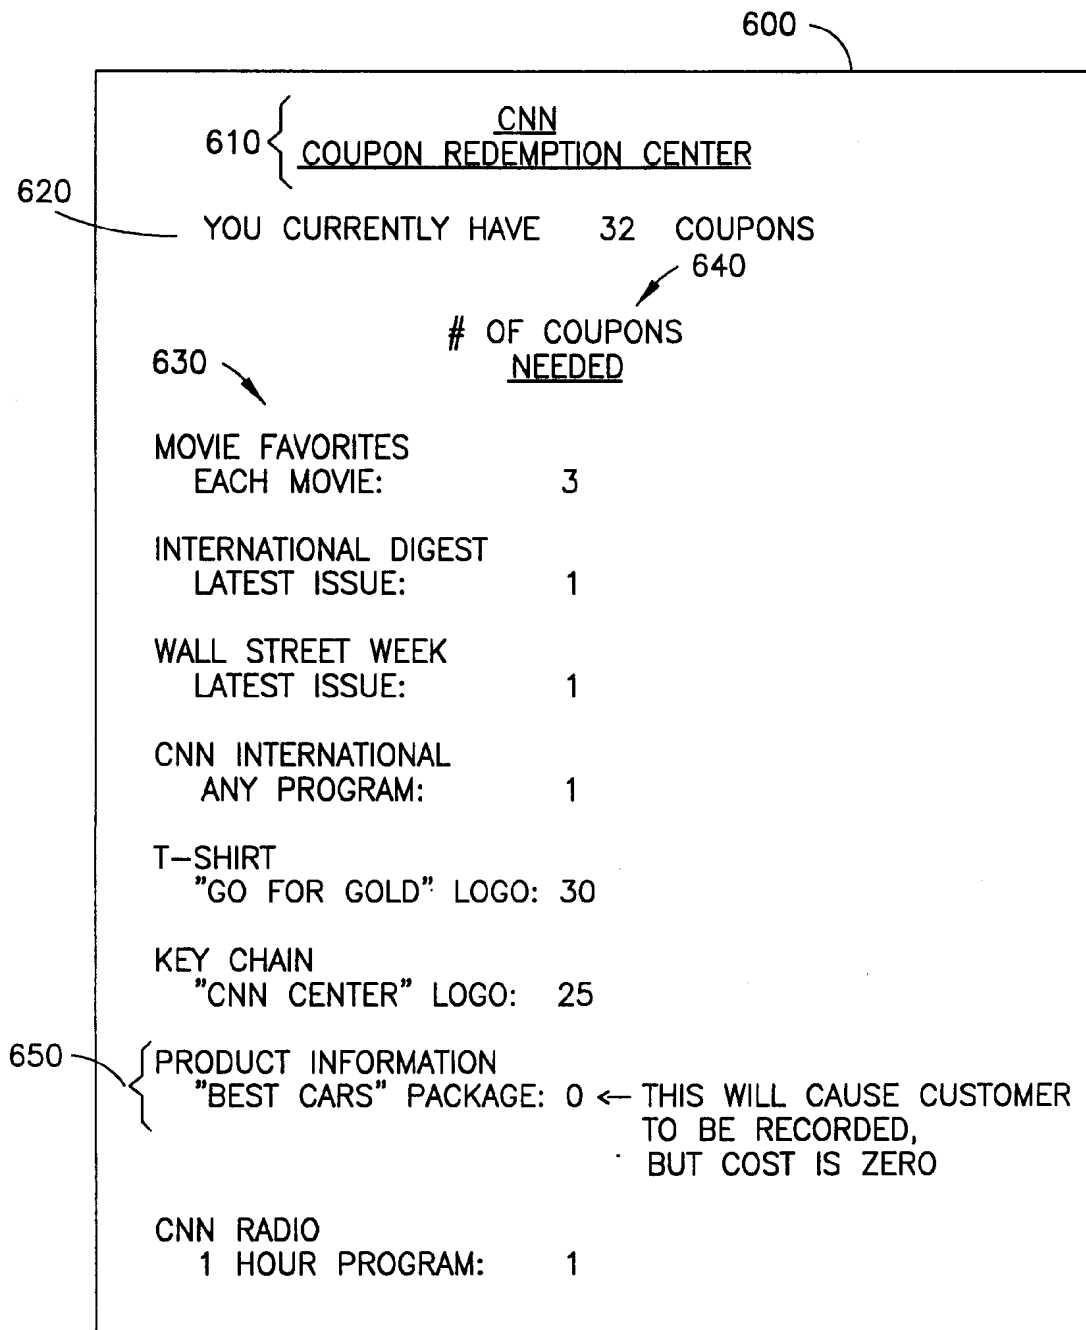 600
610
CNN
COUPON REDEMPTION CENTER
620
YOU CURRENTLY HAVE 32 COUPONS
640
# OF COUPONS
NEEDED
630
MOVIE FAVORITES
EACH MOVIE: 3
INTERNATIONAL DIGEST
LATEST ISSUE: 1
WALL STREET WEEK
LATEST ISSUE: 1
CNN INTERNATIONAL
ANY PROGRAM: 1
T-SHIRT
"GO FOR GOLD" LOGO: 30
KEY CHAIN
"CNN CENTER" LOGO: 25
650
PRODUCT INFORMATION
"BEST CARS" PACKAGE: 0 ← THIS WILL CAUSE CUSTOMER
TO BE RECORDED,
BUT COST IS ZERO
CNN RADIO
1 HOUR PROGRAM: 1